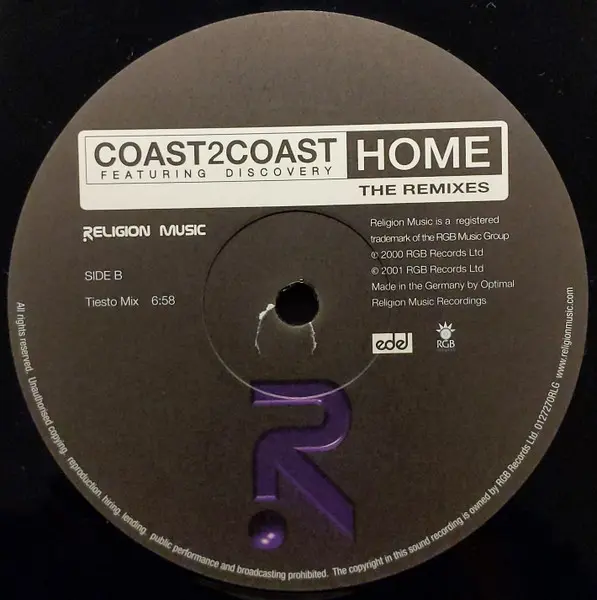 COAST2COAST
FEATURING DISCOVERY
HOME
THE REMIXES
RELIGION MUSIC
SIDE B
Tiesto Mix 6:58
Religion Music is a registered
trademark of the RGB Music Group
℗ 2000 RGB Records Ltd
© 2001 RGB Records Ltd
Made in the Germany by Optimal
Religion Music Recordings
edel
RGB
R.
All rights reserved. Unauthorised copying. reproduction. hiring. lending. public performance and broadcasting prohibited. The copyright in this sound recording is owned by RGB Records Ltd. 0127270RLG www.religionmusic.com